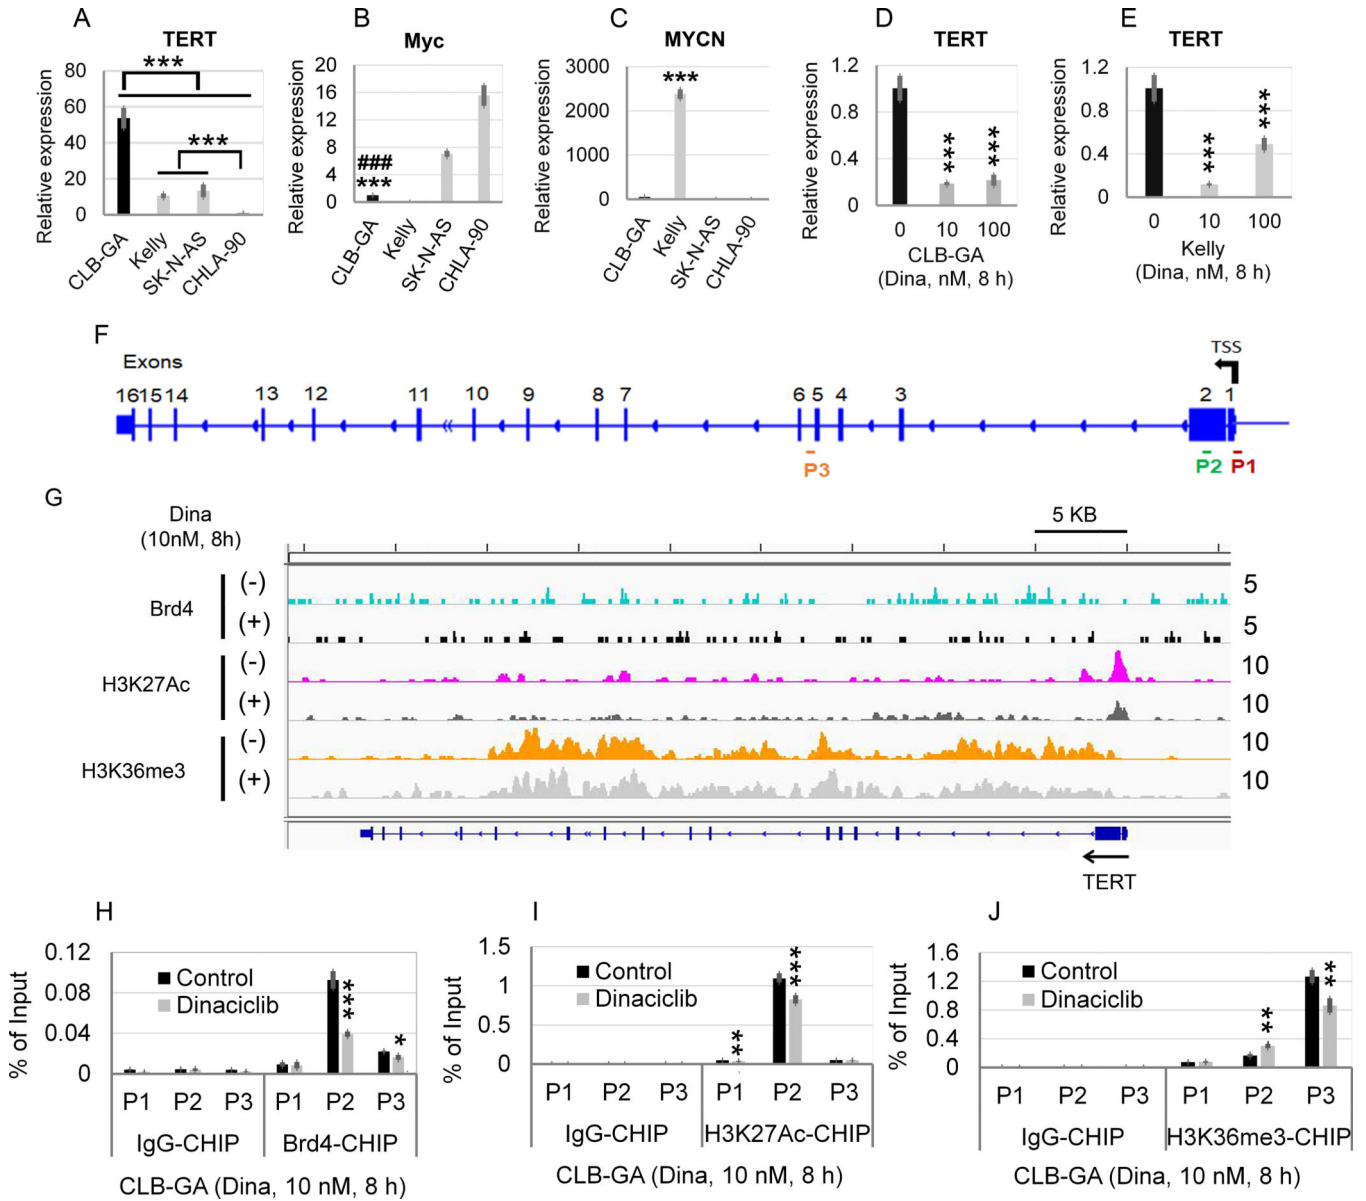 A
TERT
Relative expression
80
60
40
20
0
***
***
CLB-GA
Kelly
SK-N-AS
CHLA-90
B
Myc
Relative expression
20
16
12
8
4
0
###
***
CLB-GA
Kelly
SK-N-AS
CHLA-90
C
MYCN
Relative expression
3000
2000
1000
0
***
CLB-GA
Kelly
SK-N-AS
CHLA-90
D
TERT
Relative expression
1.2
0.8
0.4
0
***
***
0 10 100
CLB-GA
(Dina, nM, 8 h)
E
TERT
Relative expression
1.2
0.8
0.4
0
***
***
0 10 100
Kelly
(Dina, nM, 8 h)
F
Exons
TSS
16 15 14 13 12 11 10 9 8 7 6 5 4 3 2 1
P3 P2 P1
G
Dina
(10nM, 8h)
5 KB
Brd4
(-) 5
(+) 5
H3K27Ac
(-) 10
(+) 10
H3K36me3
(-) 10
(+) 10
TERT
H
% of Input
0.12
0.08
0.04
0
Control
Dinaciclib
***
*
P1 P2 P3 P1 P2 P3
IgG-CHIP Brd4-CHIP
CLB-GA (Dina, 10 nM, 8 h)
I
% of Input
1.5
1
0.5
0
Control
Dinaciclib
**
***
P1 P2 P3 P1 P2 P3
IgG-CHIP H3K27Ac-CHIP
CLB-GA (Dina, 10 nM, 8 h)
J
% of Input
1.6
1.2
0.8
0.4
0
Control
Dinaciclib
**
**
P1 P2 P3 P1 P2 P3
IgG-CHIP H3K36me3-CHIP
CLB-GA (Dina, 10 nM, 8 h)